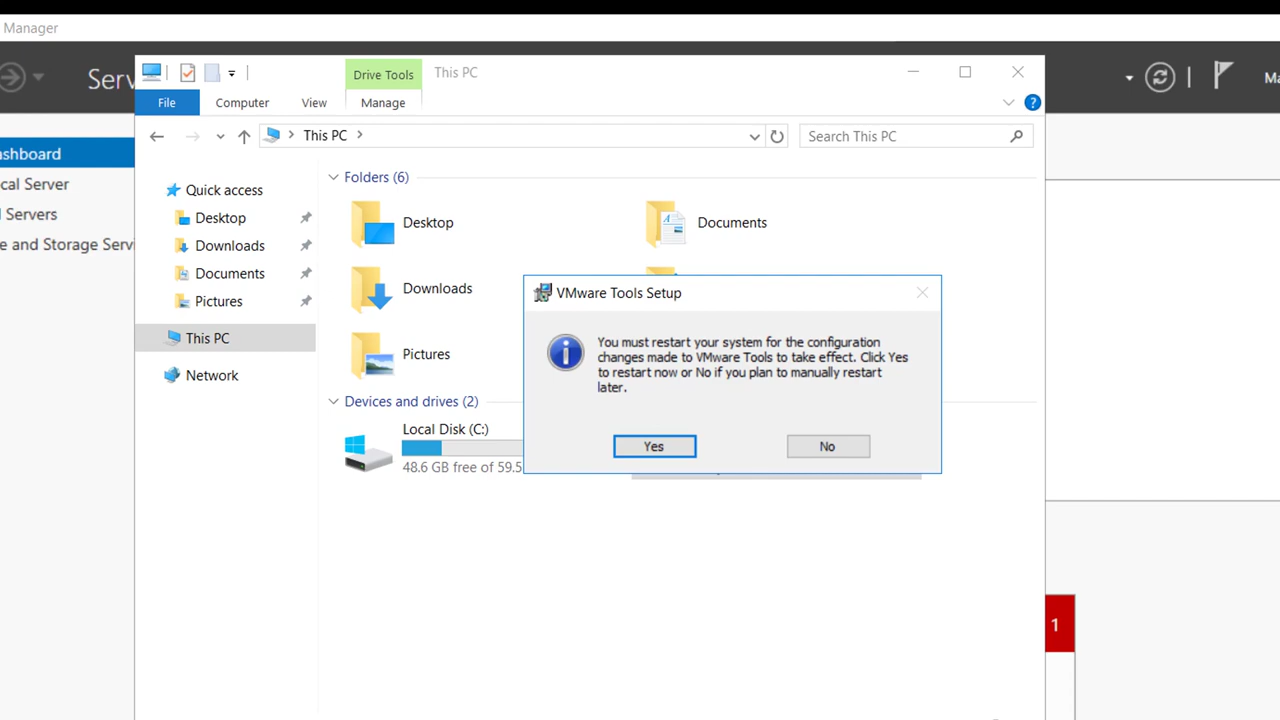 Manager
Serv
Ma
Drive Tools
This PC
File
Computer
View
Manage
?
This PC
Search This PC
ashboard
cal Server
l Servers
e and Storage Servi
Quick access
Desktop
Downloads
Documents
Pictures
This PC
Network
Folders (6)
Desktop
Documents
Downloads
Pictures
Devices and drives (2)
Local Disk (C:)
48.6 GB free of 59.5
VMware Tools Setup
You must restart your system for the configuration
changes made to VMware Tools to take effect. Click Yes
to restart now or No if you plan to manually restart
later.
Yes
No
1